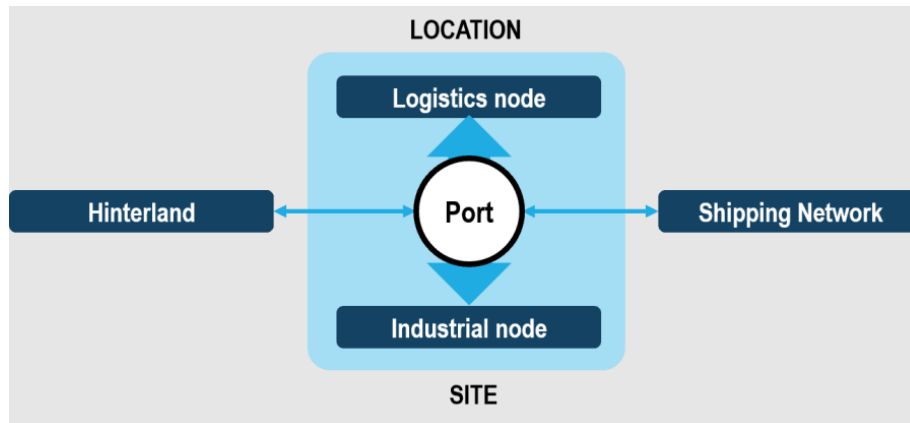 LOCATION
Logistics node
Hinterland
Port
Shipping Network
Industrial node
SITE